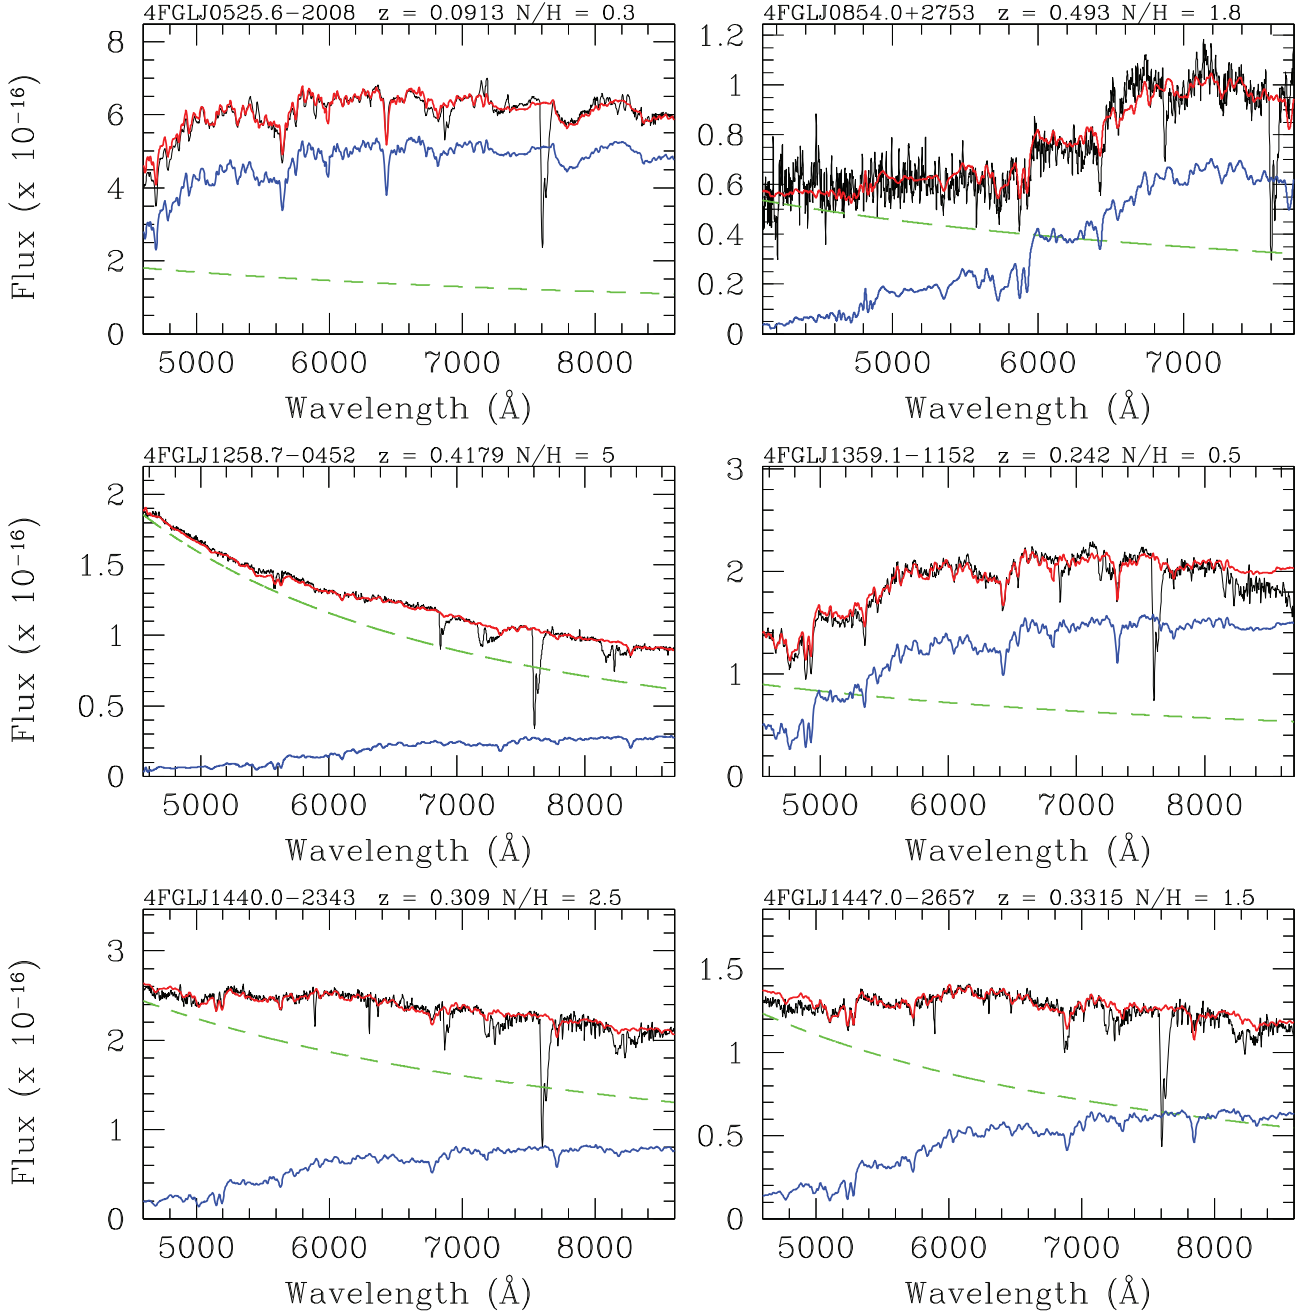 4FGLJ0525.6−2008 z = 0.0913 N/H = 0.3
8
6
4
2
0
Flux (x 10−16)
5000 6000 7000 8000
Wavelength (Å)
4FGLJ0854.0+2753 z = 0.493 N/H = 1.8
1.2
1
0.8
0.6
0.4
0.2
0
5000 6000 7000
Wavelength (Å)
4FGLJ1258.7−0452 z = 0.4179 N/H = 5
2
1.5
1
0.5
0
Flux (x 10−16)
5000 6000 7000 8000
Wavelength (Å)
4FGLJ1359.1−1152 z = 0.242 N/H = 0.5
3
2
1
0
5000 6000 7000 8000
Wavelength (Å)
4FGLJ1440.0−2343 z = 0.309 N/H = 2.5
3
2
1
0
Flux (x 10−16)
5000 6000 7000 8000
Wavelength (Å)
4FGLJ1447.0−2657 z = 0.3315 N/H = 1.5
1.5
1
0.5
0
5000 6000 7000 8000
Wavelength (Å)